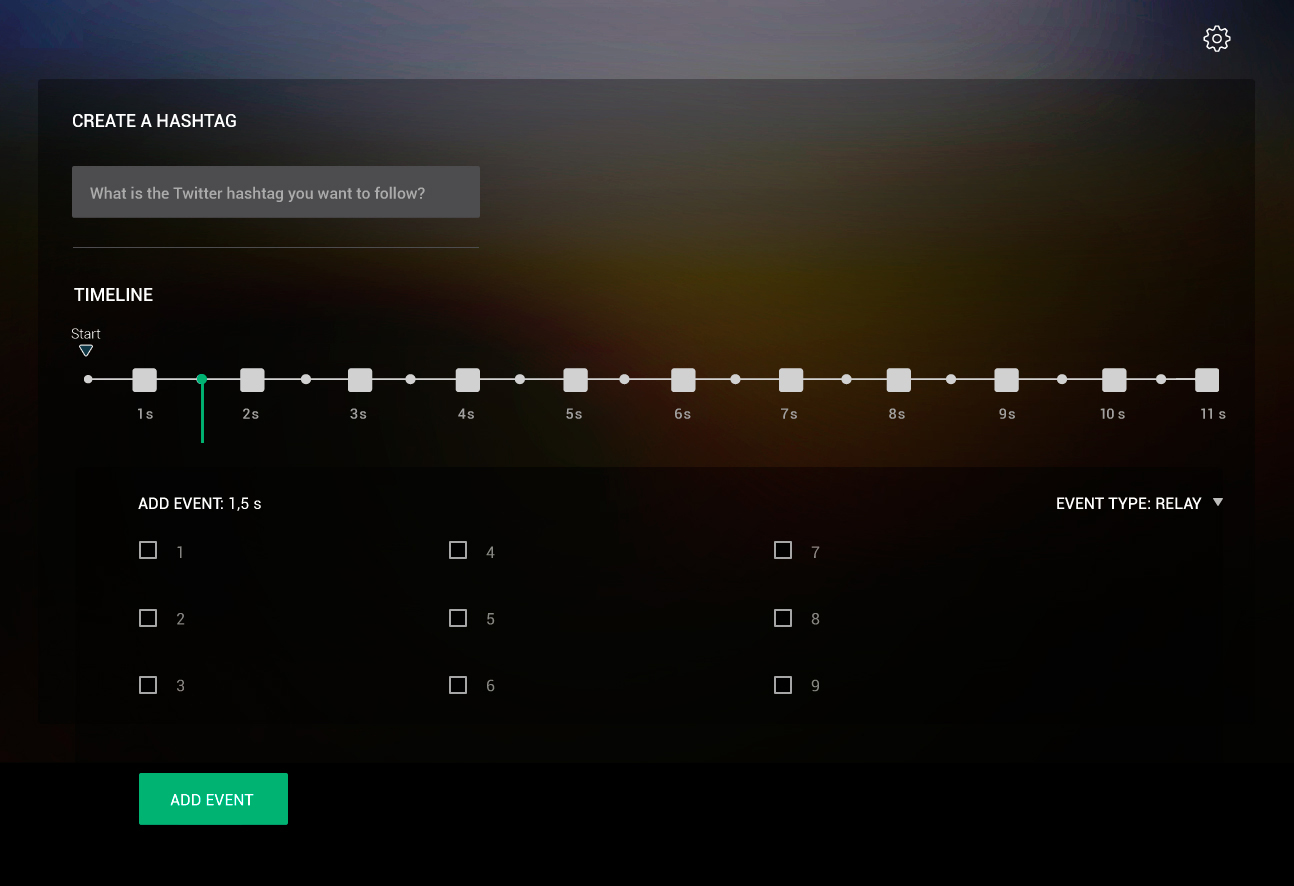 CREATE A HASHTAG
What is the Twitter hashtag you want to follow?
TIMELINE
Start
1s 2s 3s 4s 5s 6s 7s 8s 9s 10 s 11 s
ADD EVENT: 1,5 s EVENT TYPE: RELAY
1 4 7
2 5 8
3 6 9
ADD EVENT